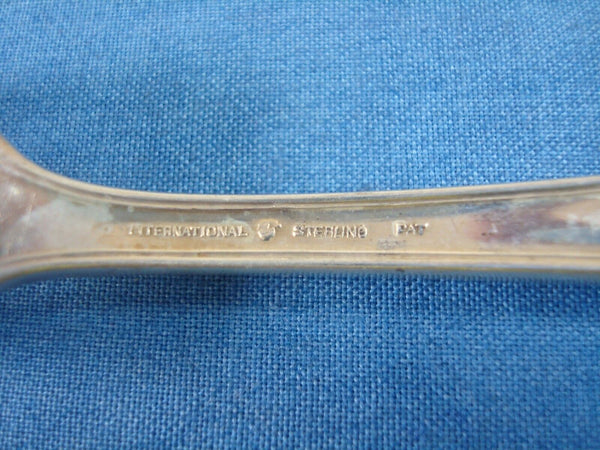 INTERNATIONAL STERLING PAT